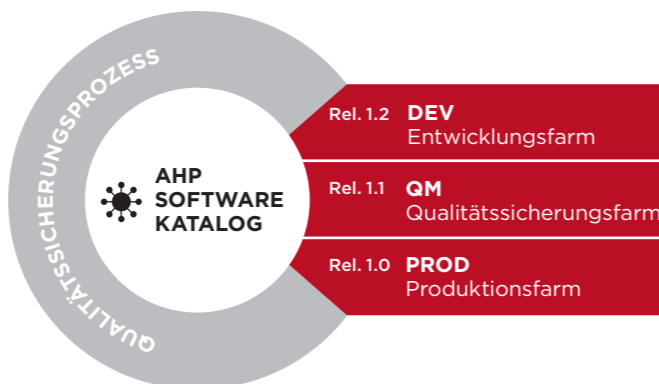 QUALITÄTSSICHERUNGSPROZESS
AHP
SOFTWARE
KATALOG
Rel. 1.2 DEV
Entwicklungsfarm
Rel. 1.1 QM
Qualitätssicherungsfarm
Rel. 1.0 PROD
Produktionsfarm